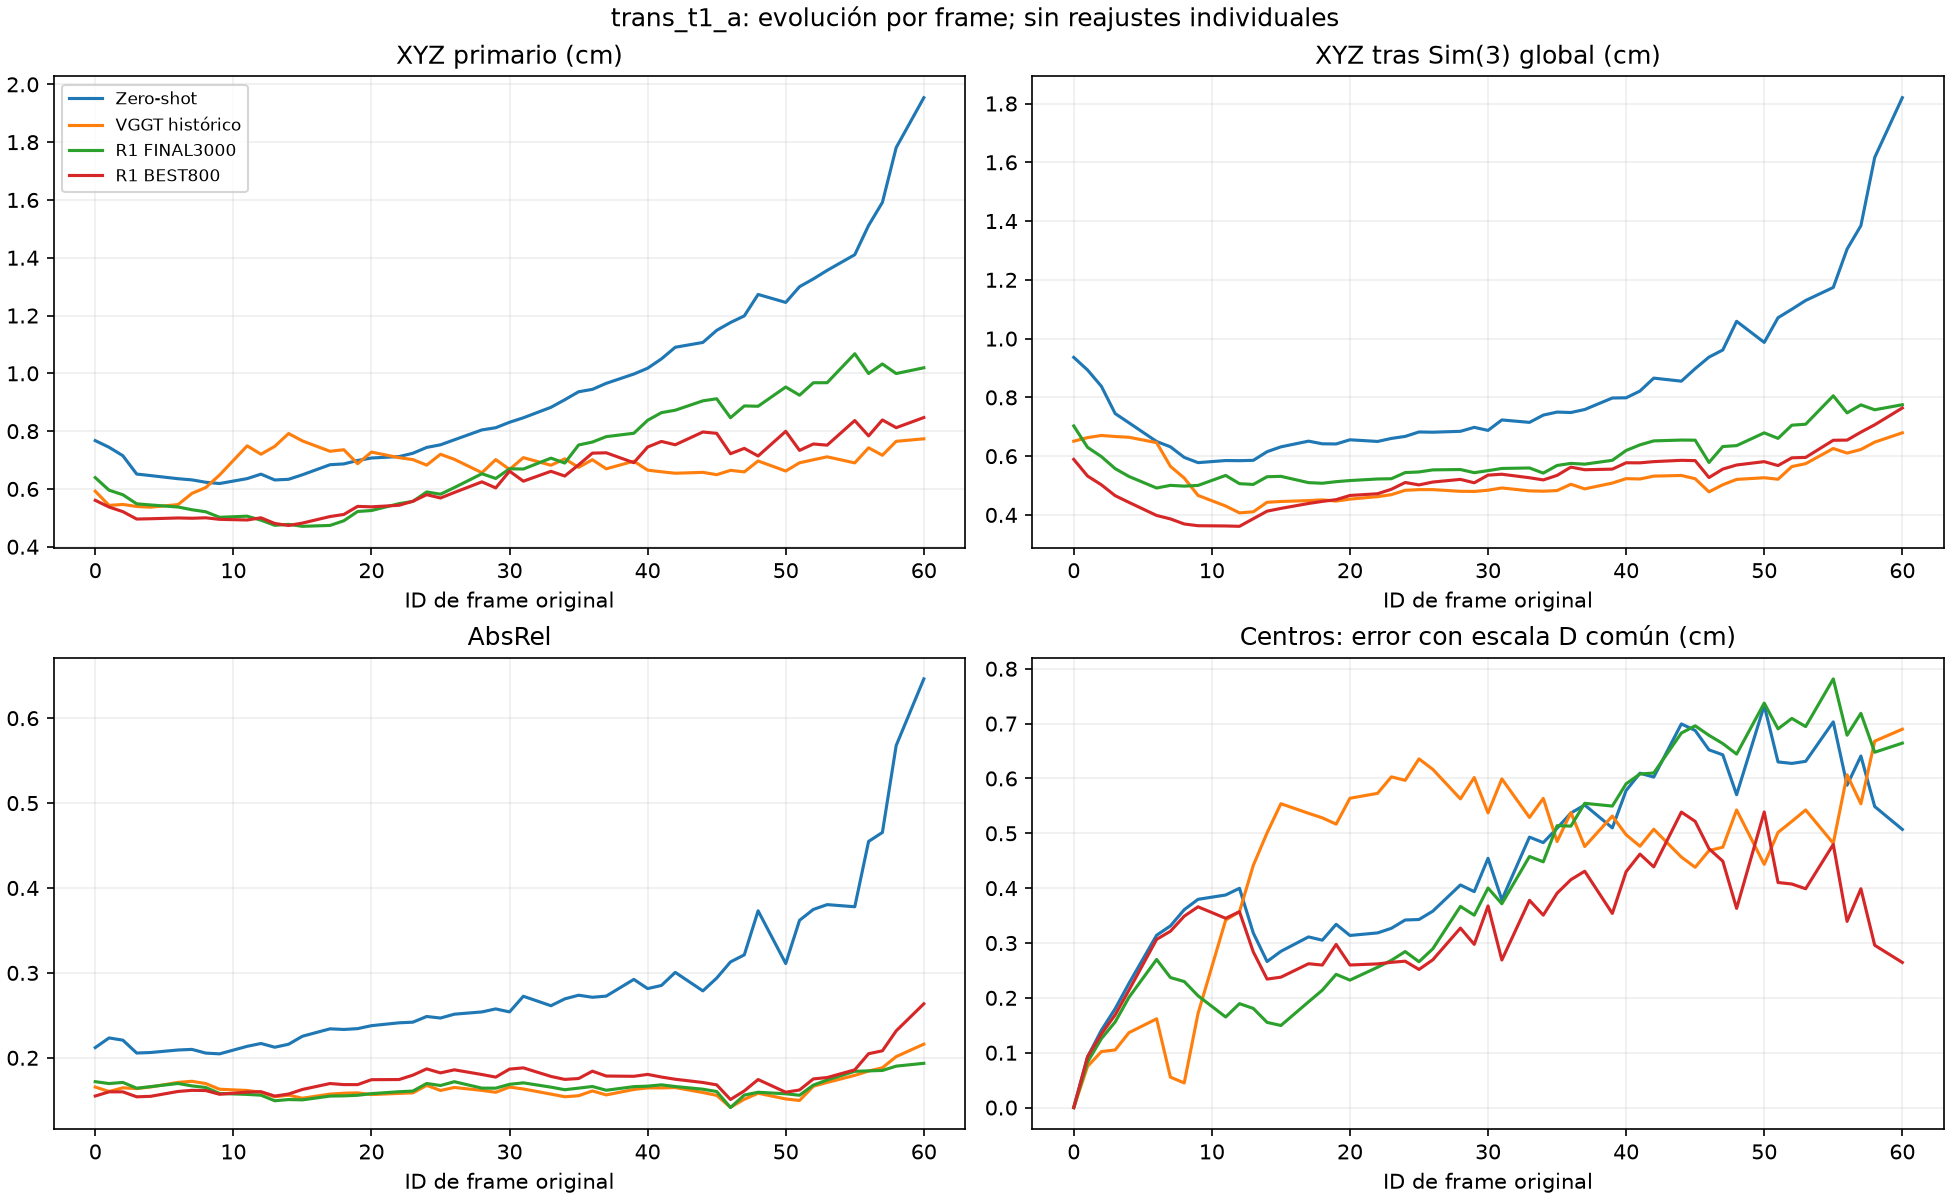 trans_t1_a: evolución por frame; sin reajustes individuales
XYZ primario (cm)
2.0
1.8
1.6
1.4
1.2
1.0
0.8
0.6
0.4
Zero-shot
VGGT histórico
R1 FINAL3000
R1 BEST800
0 10 20 30 40 50 60
ID de frame original
XYZ tras Sim(3) global (cm)
1.8
1.6
1.4
1.2
1.0
0.8
0.6
0.4
0 10 20 30 40 50 60
ID de frame original
AbsRel
0.6
0.5
0.4
0.3
0.2
0 10 20 30 40 50 60
ID de frame original
Centros: error con escala D común (cm)
0.8
0.7
0.6
0.5
0.4
0.3
0.2
0.1
0.0
0 10 20 30 40 50 60
ID de frame original